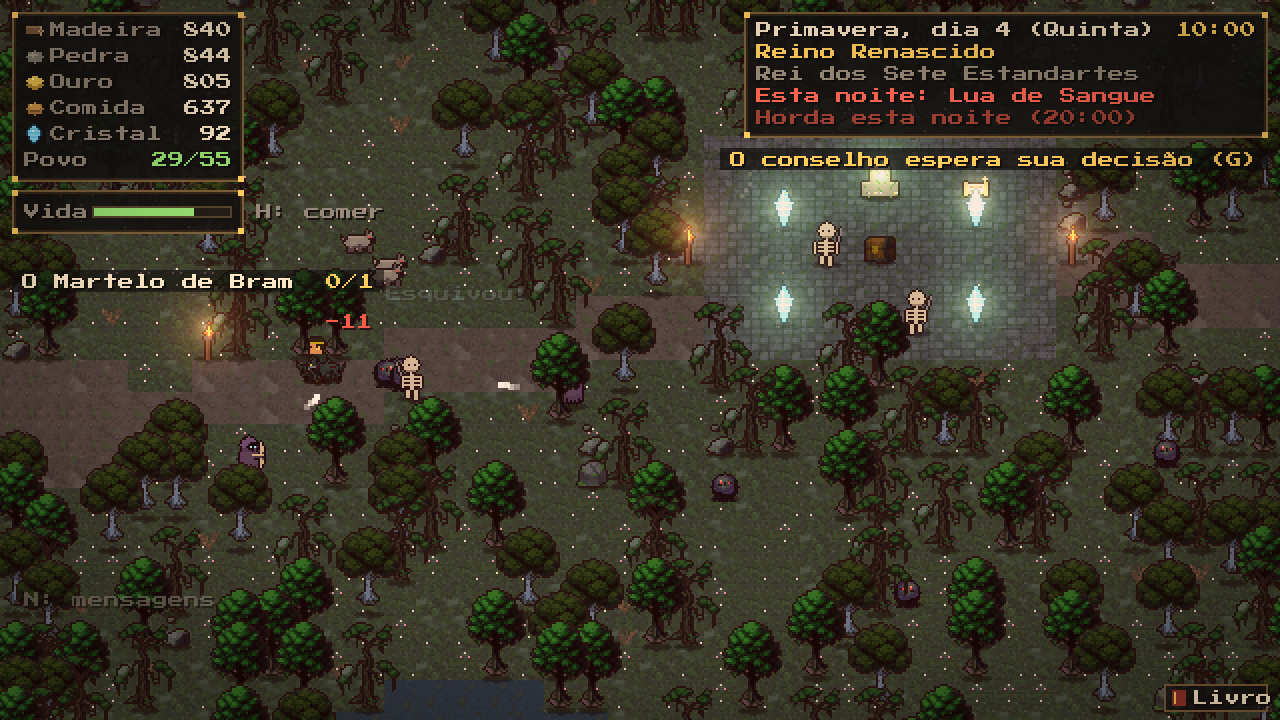 Madeira 840
Pedra 844
Ouro 805
Comida 637
Cristal 92
Povo 29/55
Vida
H: comer
Primavera, dia 4 (Quinta) 10:00
Reino Renascido
Rei dos Sete Estandartes
Esta noite: Lua de Sangue
Horda esta noite (20:00)
O conselho espera sua decisão (G)
O Martelo de Bram 0/1
Esquivou!
-11
N: mensagens
Livro